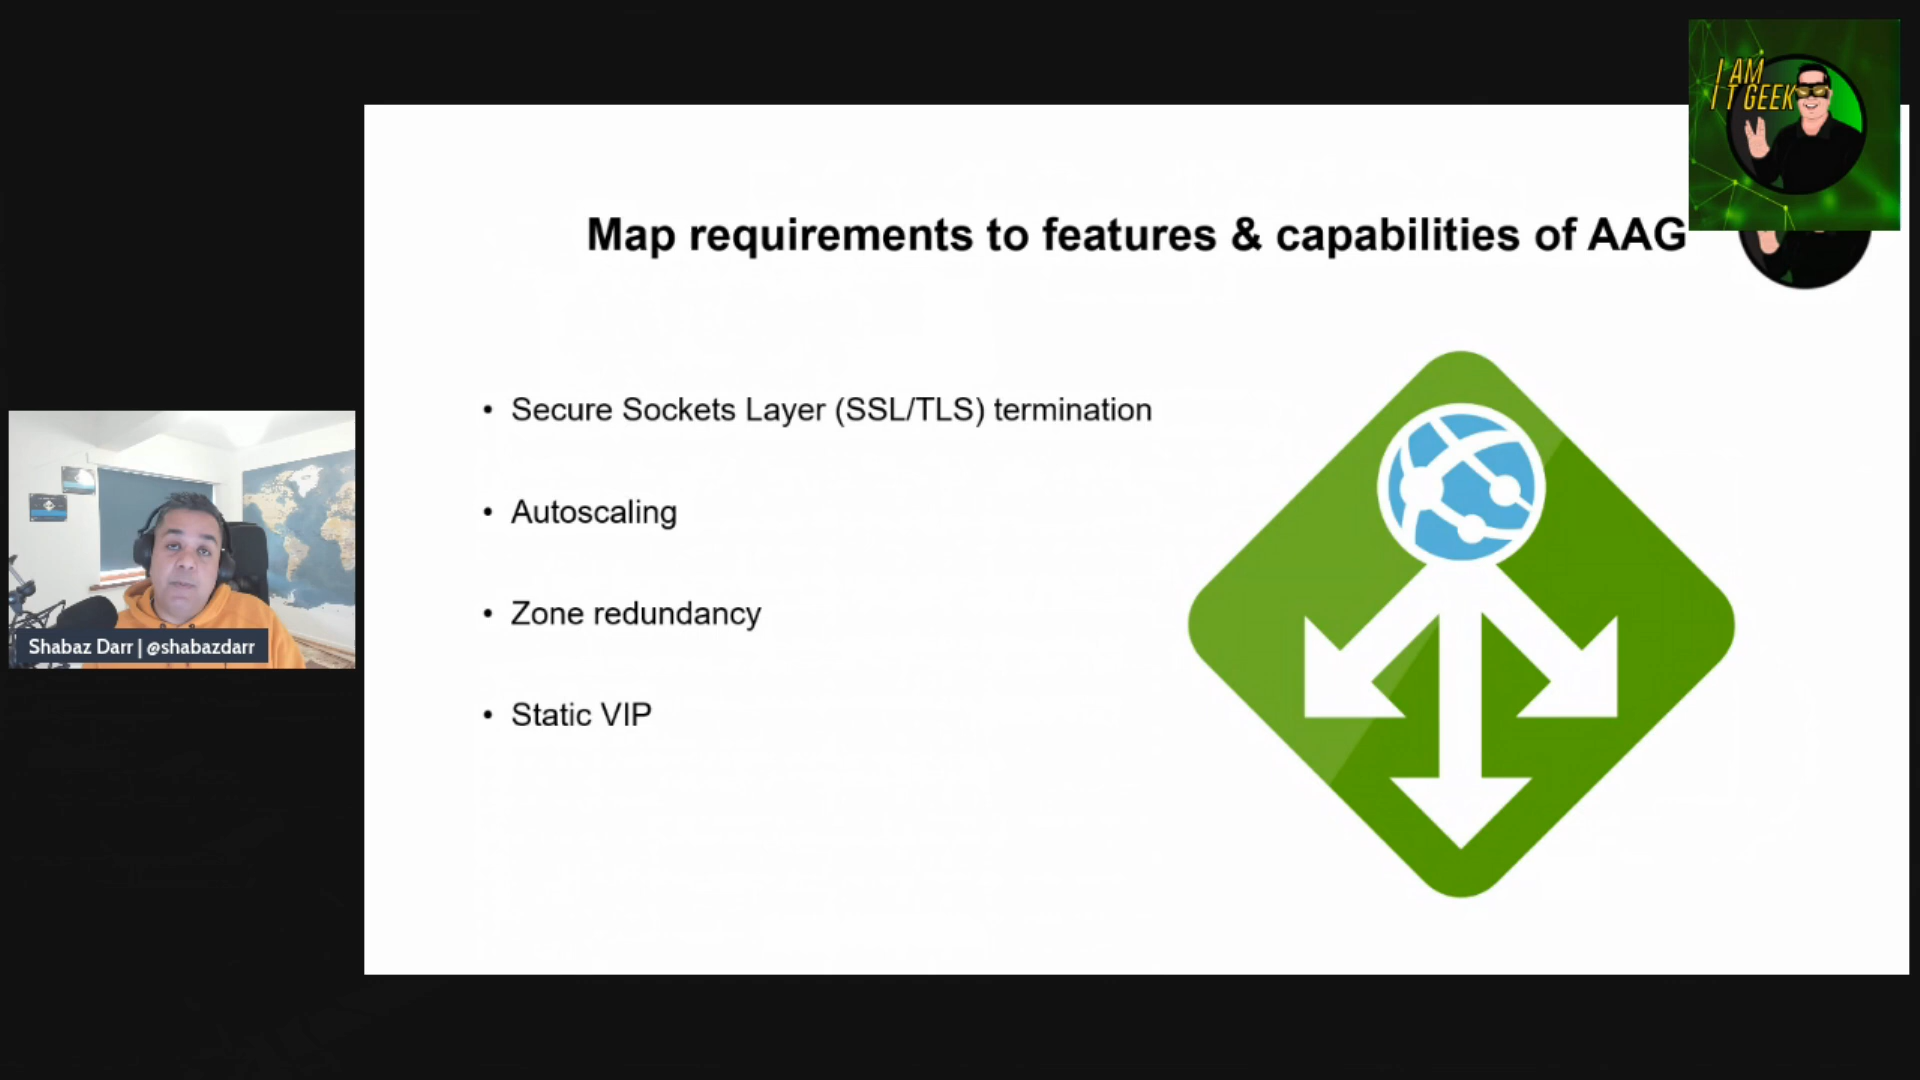 I AM
I T GEEK
Map requirements to features & capabilities of AAG
• Secure Sockets Layer (SSL/TLS) termination
• Autoscaling
• Zone redundancy
• Static VIP
Shabaz Darr | @shabazdarr